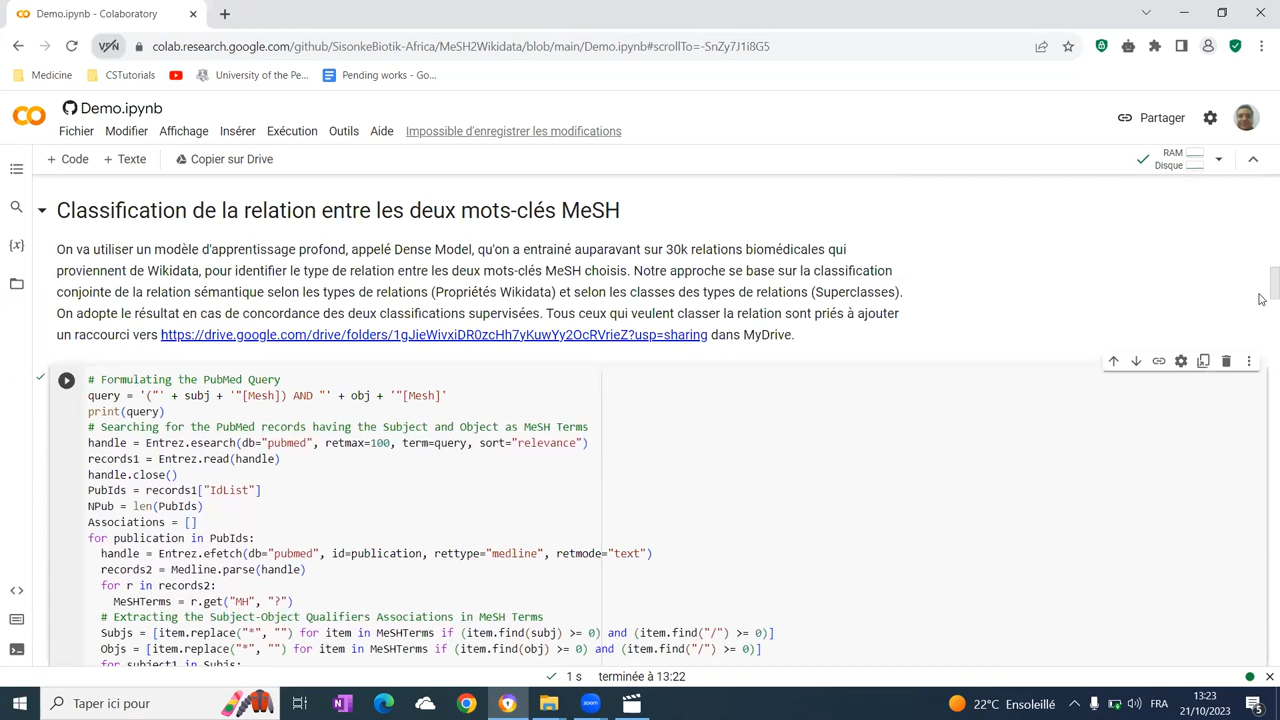 Demo.ipynb - Colaboratory
colab.research.google.com/github/SisonkeBiotik-Africa/MeSH2Wikidata/blob/main/Demo.ipynb#scrollTo=-SnZy7J1i8G5
VPN
Medicine
CSTutorials
University of the Pe...
Pending works - Go...
Demo.ipynb
Fichier Modifier Affichage Insérer Exécution Outils Aide Impossible d'enregistrer les modifications
Partager
+ Code + Texte Copier sur Drive
RAM
Disque
Classification de la relation entre les deux mots-clés MeSH
On va utiliser un modèle d'apprentissage profond, appelé Dense Model, qu'on a entrainé auparavant sur 30k relations biomédicales qui
proviennent de Wikidata, pour identifier le type de relation entre les deux mots-clés MeSH choisis. Notre approche se base sur la classification
conjointe de la relation sémantique selon les types de relations (Propriétés Wikidata) et selon les classes des types de relations (Superclasses).
On adopte le résultat en cas de concordance des deux classifications supervisées. Tous ceux qui veulent classer la relation sont priés à ajouter
un raccourci vers https://drive.google.com/drive/folders/1gJieWivxiDR0zcHh7yKuwYy2OcRVrieZ?usp=sharing dans MyDrive.
# Formulating the PubMed Query
query = '("' + subj + '"[Mesh]) AND "' + obj + '"[Mesh]'
print(query)
# Searching for the PubMed records having the Subject and Object as MeSH Terms
handle = Entrez.esearch(db="pubmed", retmax=100, term=query, sort="relevance")
records1 = Entrez.read(handle)
handle.close()
PubIds = records1["IdList"]
NPub = len(PubIds)
Associations = []
for publication in PubIds:
handle = Entrez.efetch(db="pubmed", id=publication, rettype="medline", retmode="text")
records2 = Medline.parse(handle)
for r in records2:
MeSHTerms = r.get("MH", "?")
# Extracting the Subject-Object Qualifiers Associations in MeSH Terms
Subjs = [item.replace("*", "") for item in MeSHTerms if (item.find(subj) >= 0) and (item.find("/") >= 0)]
Objs = [item.replace("*", "") for item in MeSHTerms if (item.find(obj) >= 0) and (item.find("/") >= 0)]
for subject1 in Subjs:
{x}
1 s terminée à 13:22
Taper ici pour
zoom
22°C Ensoleillé
FRA
13:23
21/10/2023
5